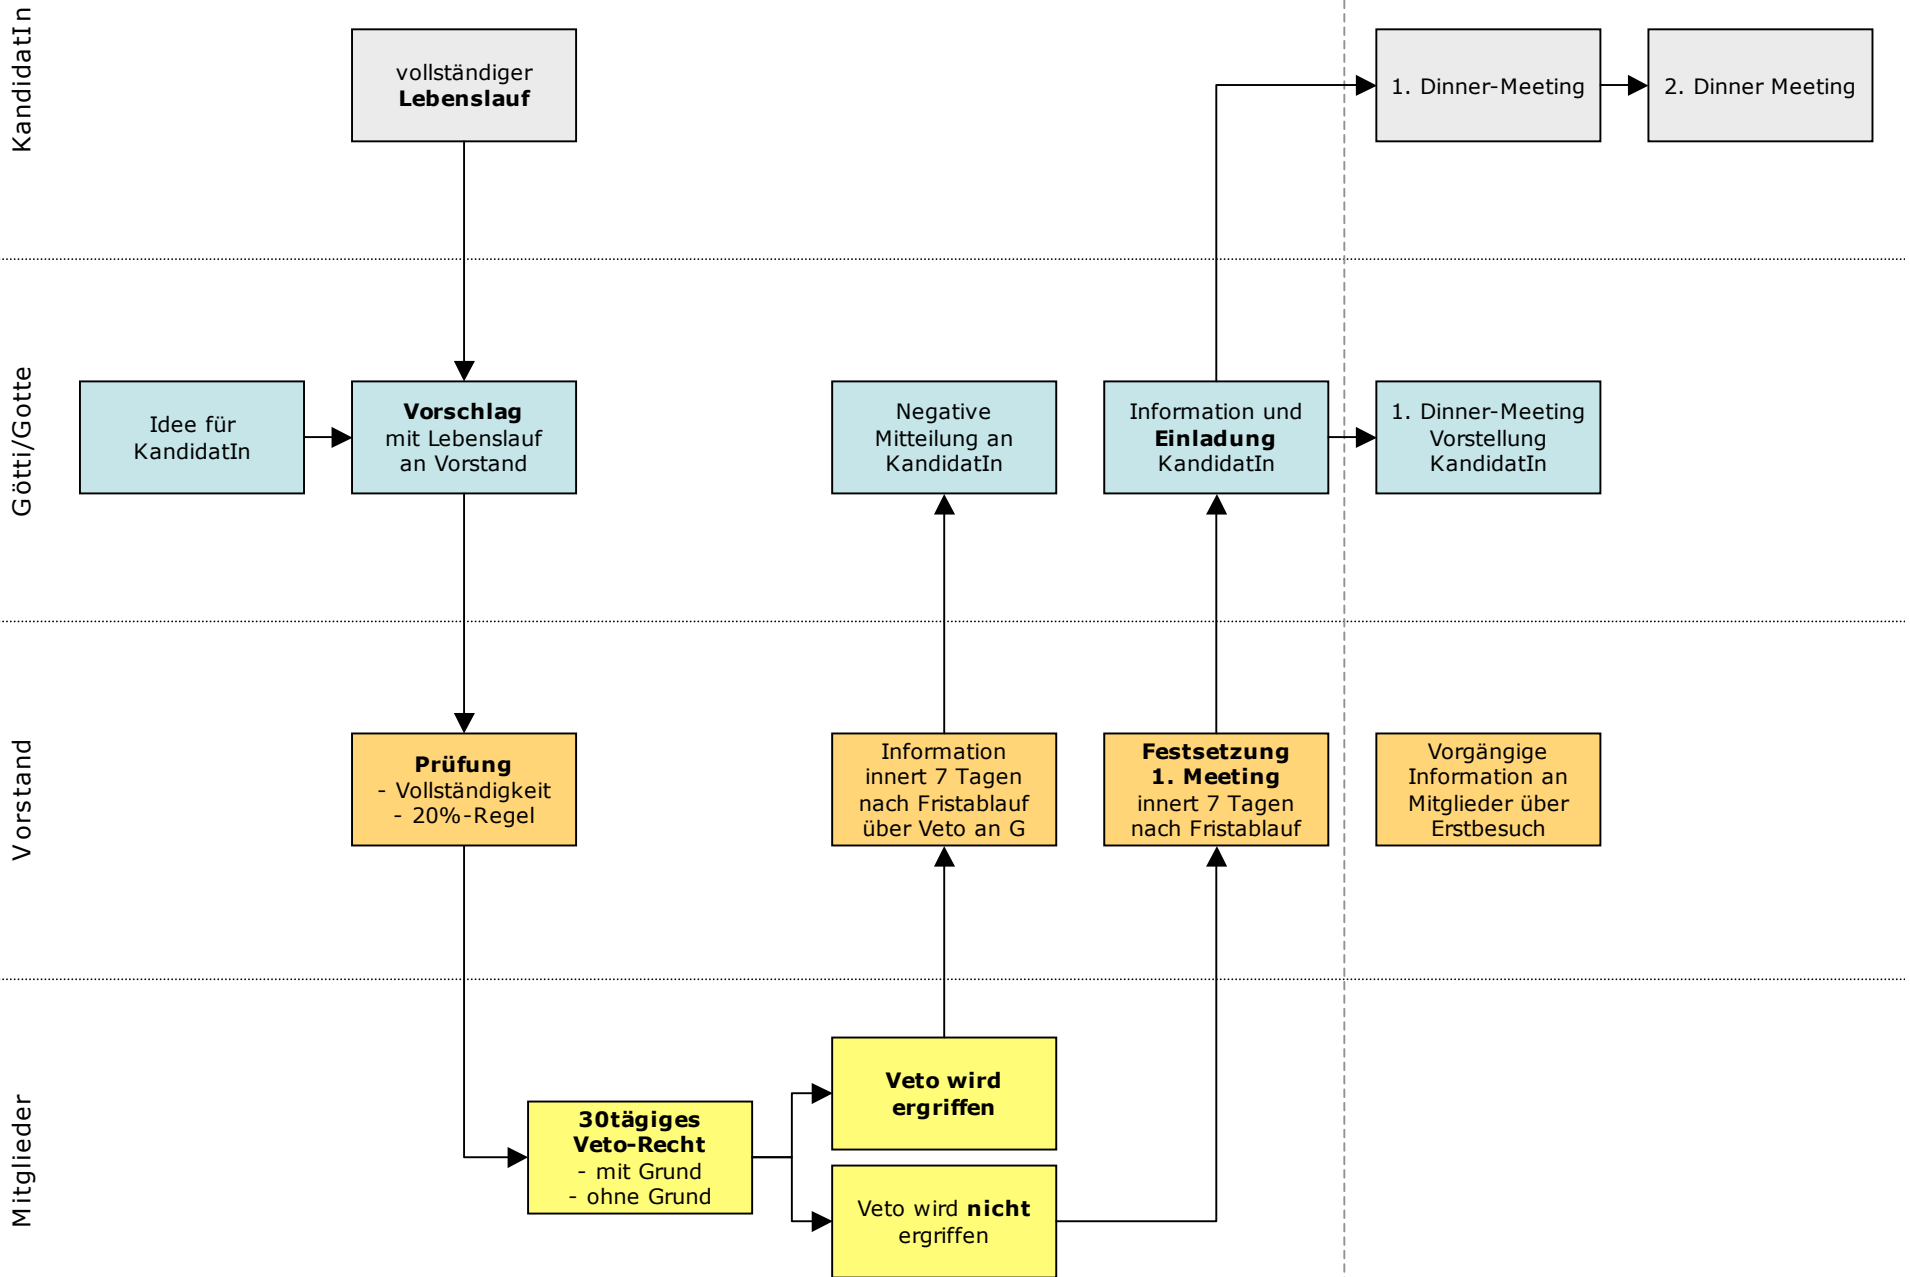 KandidatIn
vollständiger
Lebenslauf
1. Dinner-Meeting
2. Dinner Meeting
Götti/Gotte
Idee für
KandidatIn
Vorschlag
mit Lebenslauf
an Vorstand
Negative
Mitteilung an
KandidatIn
Information und
Einladung
KandidatIn
1. Dinner-Meeting
Vorstellung
KandidatIn
Vorstand
Prüfung
- Vollständigkeit
- 20%-Regel
Information
innert 7 Tagen
nach Fristablauf
über Veto an G
Festsetzung
1. Meeting
innert 7 Tagen
nach Fristablauf
Vorgängige
Information an
Mitglieder über
Erstbesuch
Mitglieder
30tägiges
Veto-Recht
- mit Grund
- ohne Grund
Veto wird
ergriffen
Veto wird nicht
ergriffen